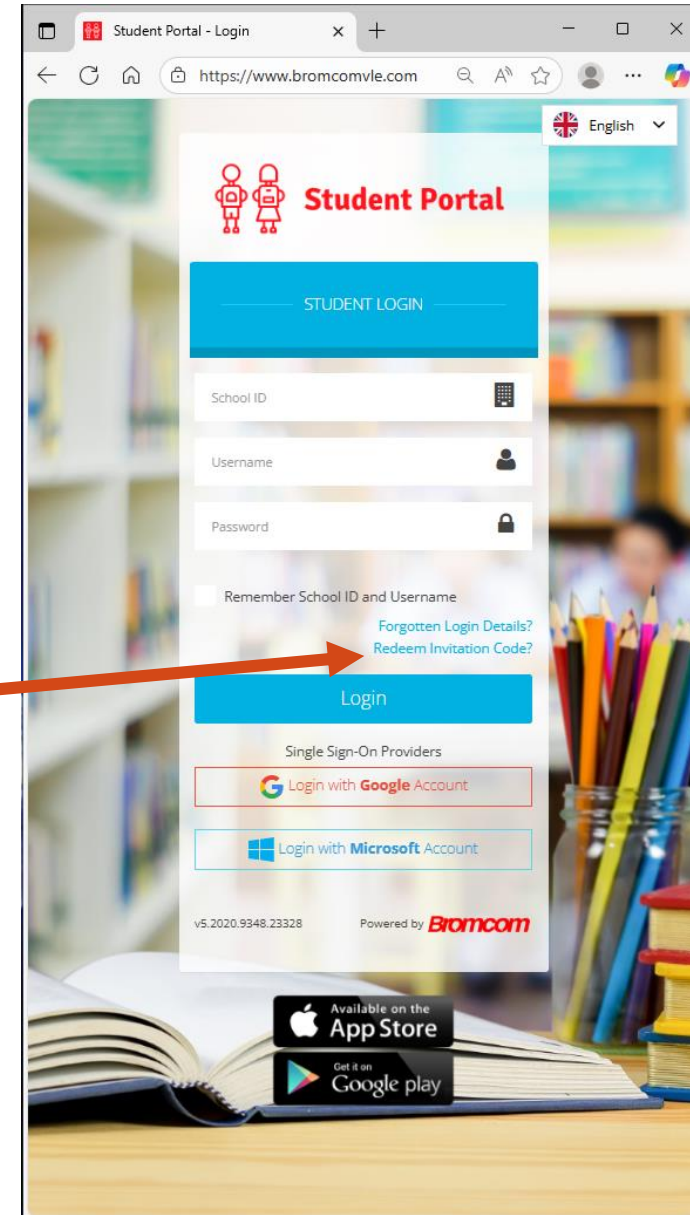 Student Portal - Login
https://www.bromcomvle.com
English
Student Portal
STUDENT LOGIN
School ID
Username
Password
Remember School ID and Username
Forgotten Login Details?
Redeem Invitation Code?
Login
Single Sign-On Providers
Login with Google Account
Login with Microsoft Account
v5.2020.9348.23328 Powered by Bromcom
Available on the
App Store
Get it on
Google play